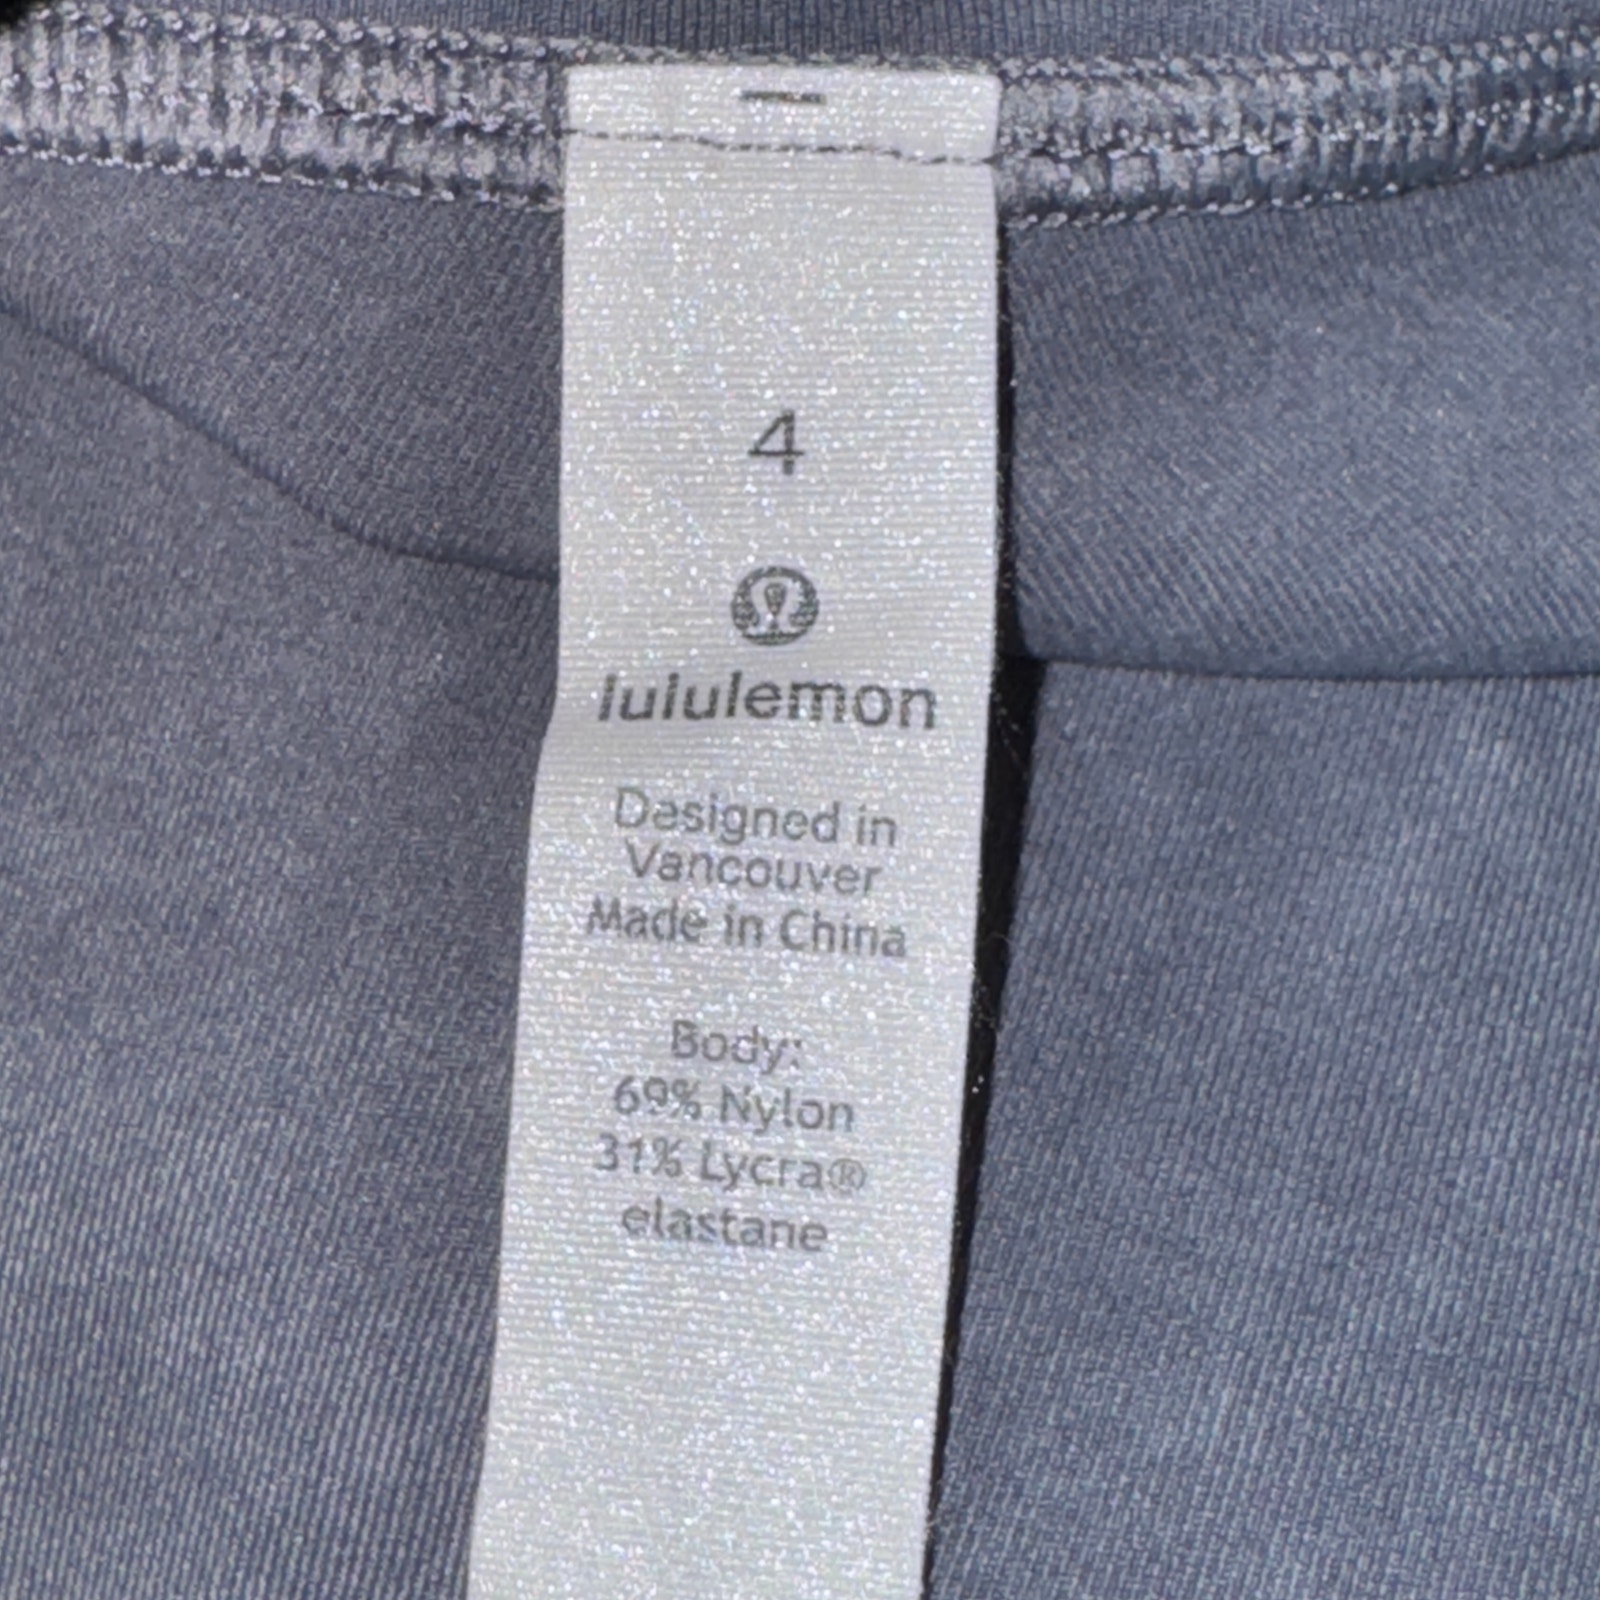 4
lululemon
Designed in
Vancouver
Made in China
Body:
69% Nylon
31% Lycra®
elastane